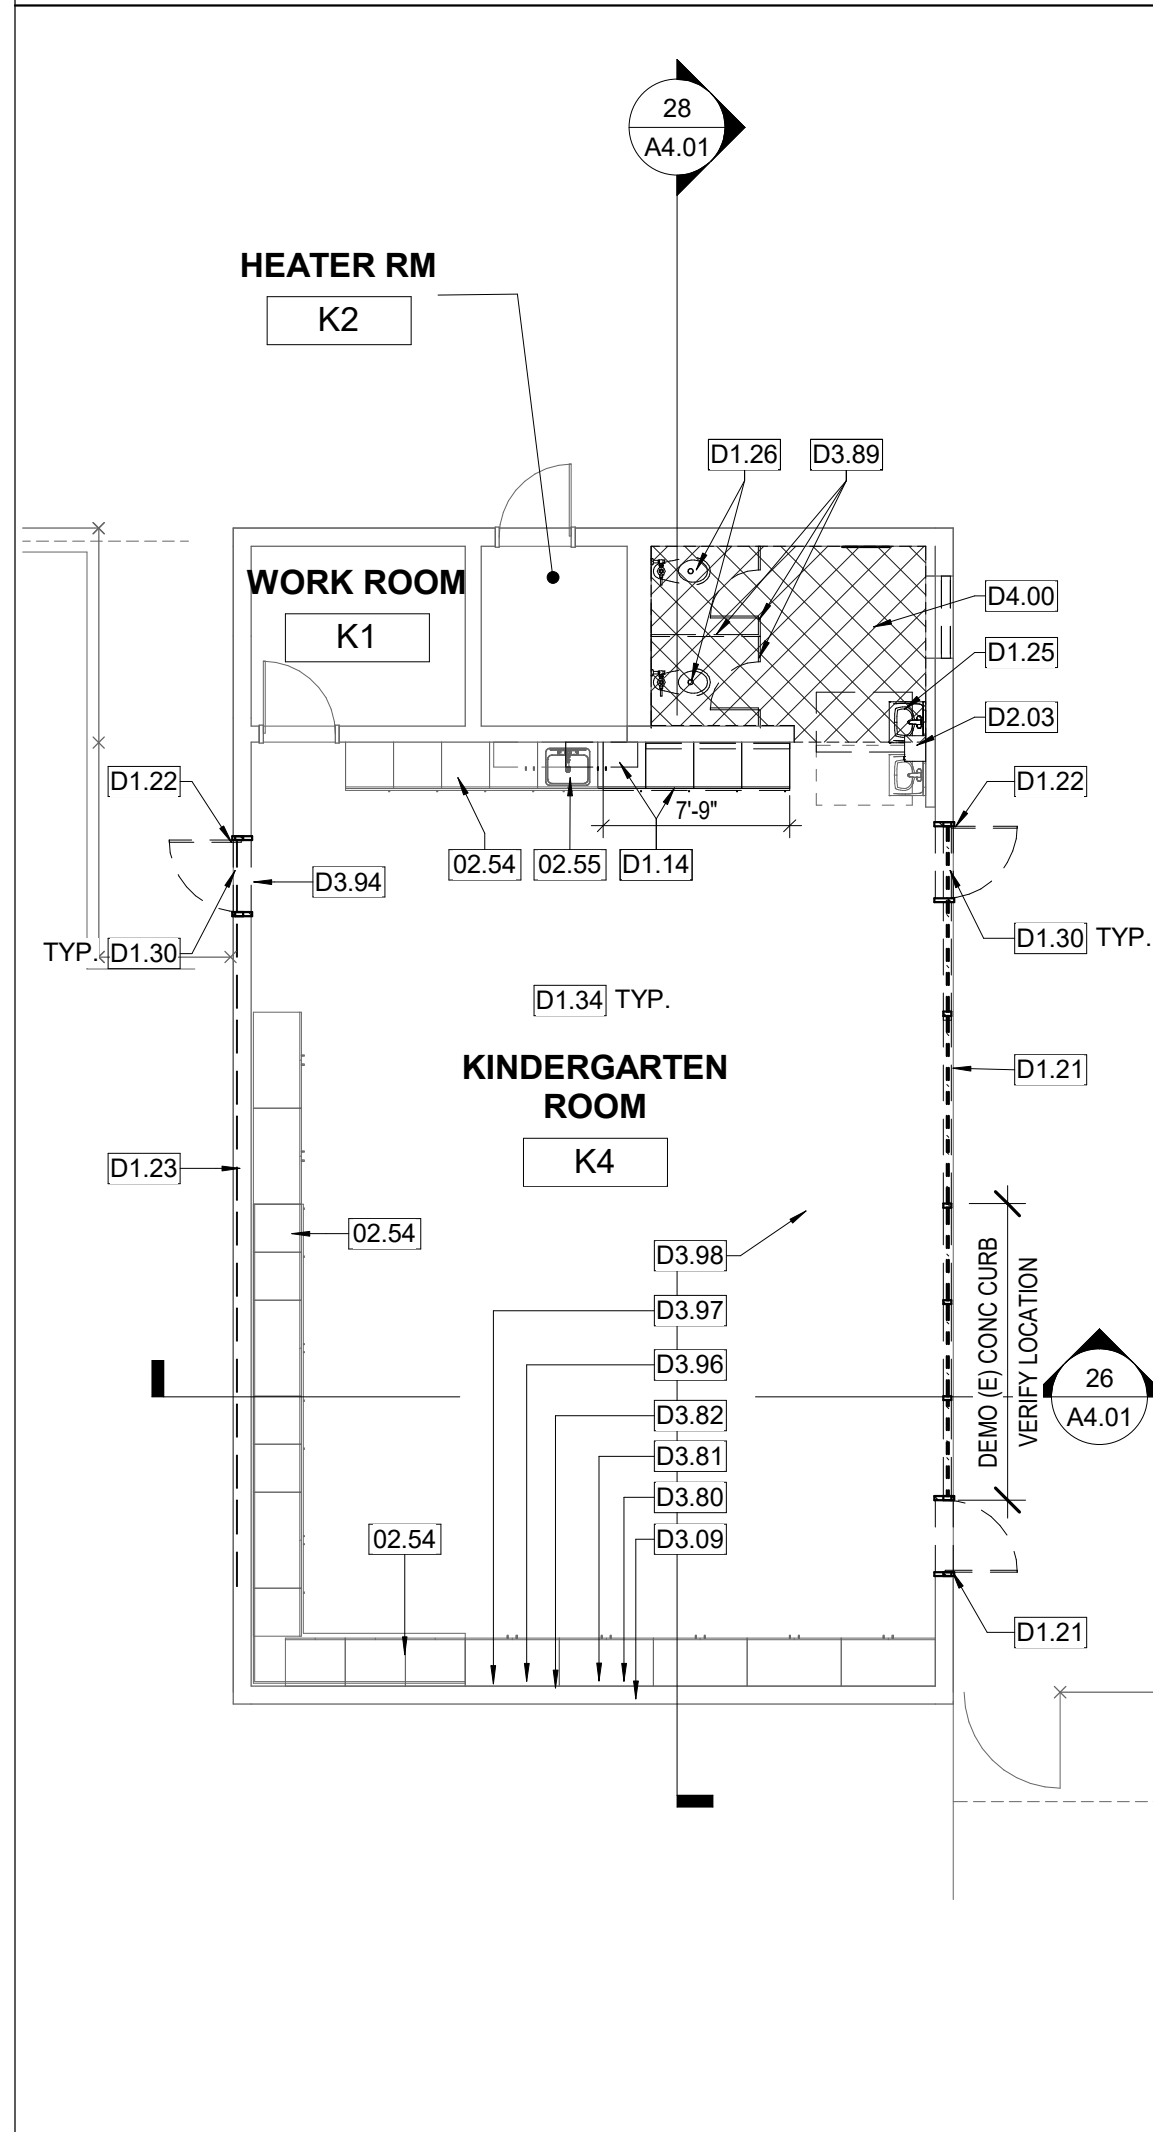 28
A4.01
HEATER RM
K2
D1.26
D3.89
WORK ROOM
K1
D4.00
D1.25
D2.03
D1.22
7'-9"
D1.22
02.54
02.55
D1.14
D3.94
TYP.
D1.30
D1.30
TYP.
D1.34
TYP.
KINDERGARTEN
ROOM
K4
D1.21
D1.23
02.54
D3.98
D3.97
D3.96
D3.82
D3.81
D3.80
D3.09
DEMO (E) CONC CURB
VERIFY LOCATION
26
A4.01
02.54
D1.21